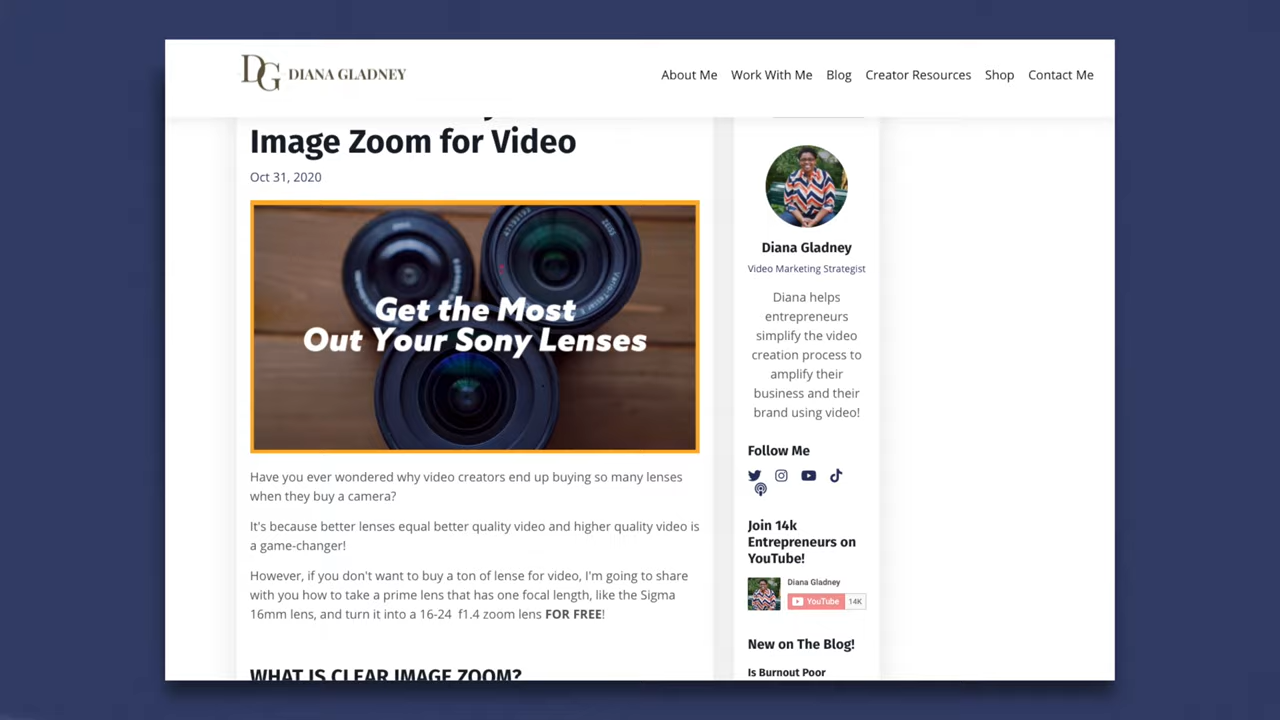 DG DIANA GLADNEY
About Me Work With Me Blog Creator Resources Shop Contact Me
Image Zoom for Video
Oct 31, 2020
Get the Most
Out Your Sony Lenses
Have you ever wondered why video creators end up buying so many lenses
when they buy a camera?
It's because better lenses equal better quality video and higher quality video is
a game-changer!
However, if you don't want to buy a ton of lense for video, I'm going to share
with you how to take a prime lens that has one focal length, like the Sigma
16mm lens, and turn it into a 16-24 f1.4 zoom lens FOR FREE!
WHAT IS CLEAR IMAGE ZOOM?
Diana Gladney
Video Marketing Strategist
Diana helps
entrepreneurs
simplify the video
creation process to
amplify their
business and their
brand using video!
Follow Me
Join 14k
Entrepreneurs on
YouTube!
Diana Gladney
YouTube 14K
New on The Blog!
Is Burnout Poor